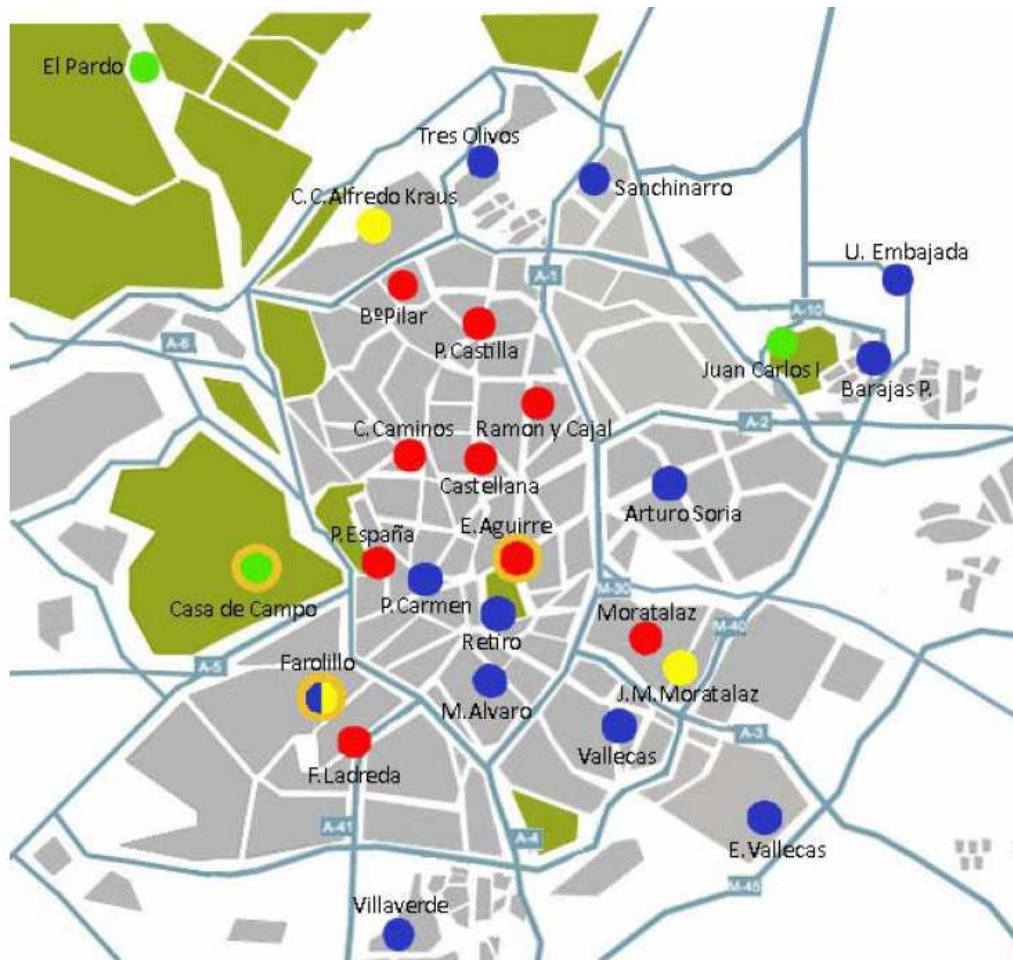 El Pardo
Tres Olivos
Sanchinarro
C.C.Alfredo Kraus
U. Embajada
A-1
BºPilar
A-10
A-6
P.Castilla
Juan Carlos I
Barajas P.
C.Caminos
Ramon y Cajal
A-2
Castellana
Arturo Soria
P.España
E.Aguirre
M-30
Casa de Campo
P.Carmen
Moratalaz
M-40
Retiro
A-5
Farolillo
M.Alvaro
J.M.Moratalaz
Vallecas
A-3
F.Ladreda
A-41
A-4
E.Vallecas
M-45
Villaverde